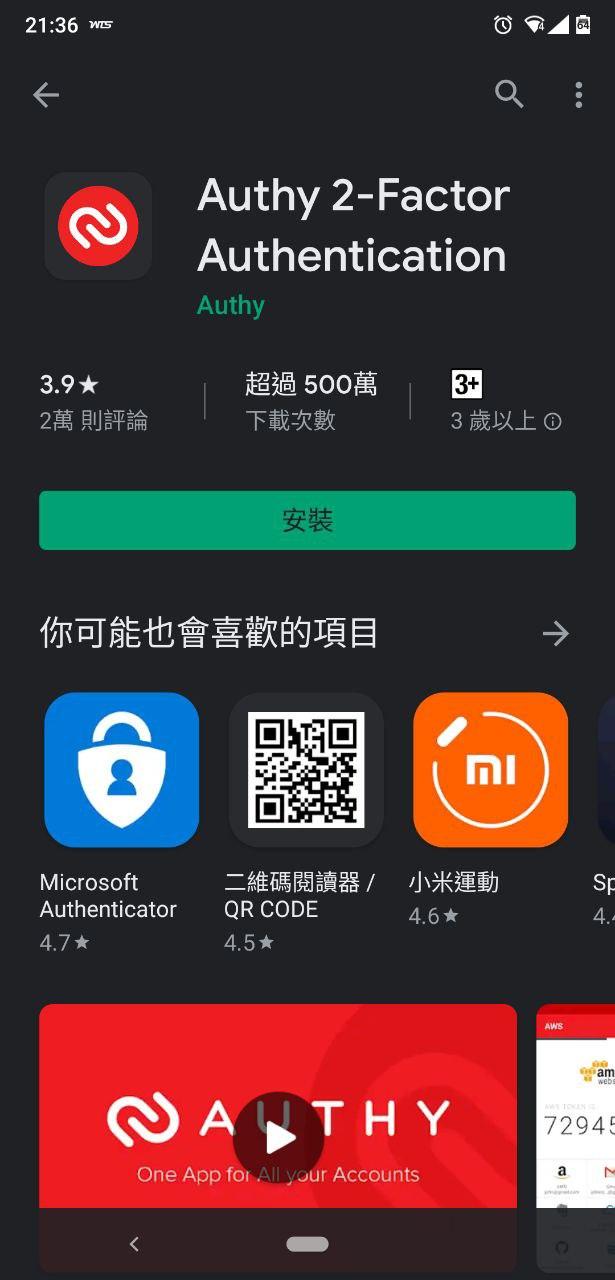 21:36
Authy 2-Factor
Authentication
Authy
3.9★ 超過 500萬 3+
2萬 則評論 下載次數 3 歲以上
安裝
你可能也會喜歡的項目
mi
Microsoft
Authenticator
4.7★
二維碼閱讀器 /
QR CODE
4.5★
小米運動
4.6★
Sp
4.
AUTHY
One App for All your Accounts
AWS
am
webs
72945
a